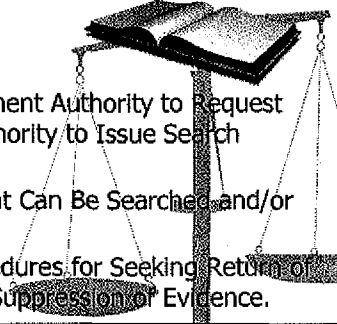 ment Authority to Request
hority to Issue Search
t Can Be Searched and/or
dures for Seeking Return of
Suppression of Evidence.